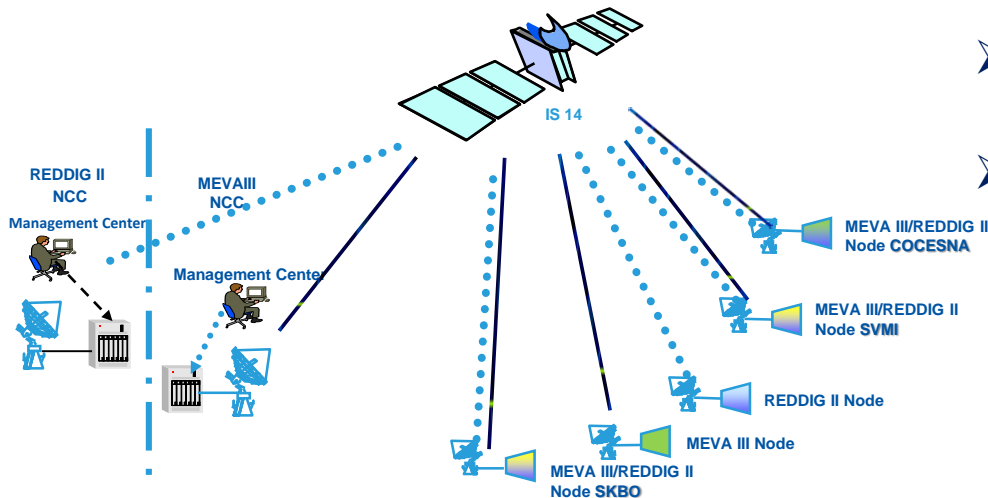 IS 14
REDDIG II
NCC
Management Center
MEVAIII
NCC
Management Center
MEVA III/REDDIG II
Node COCESNA
MEVA III/REDDIG II
Node SVMI
REDDIG II Node
MEVA III Node
MEVA III/REDDIG II
Node SKBO